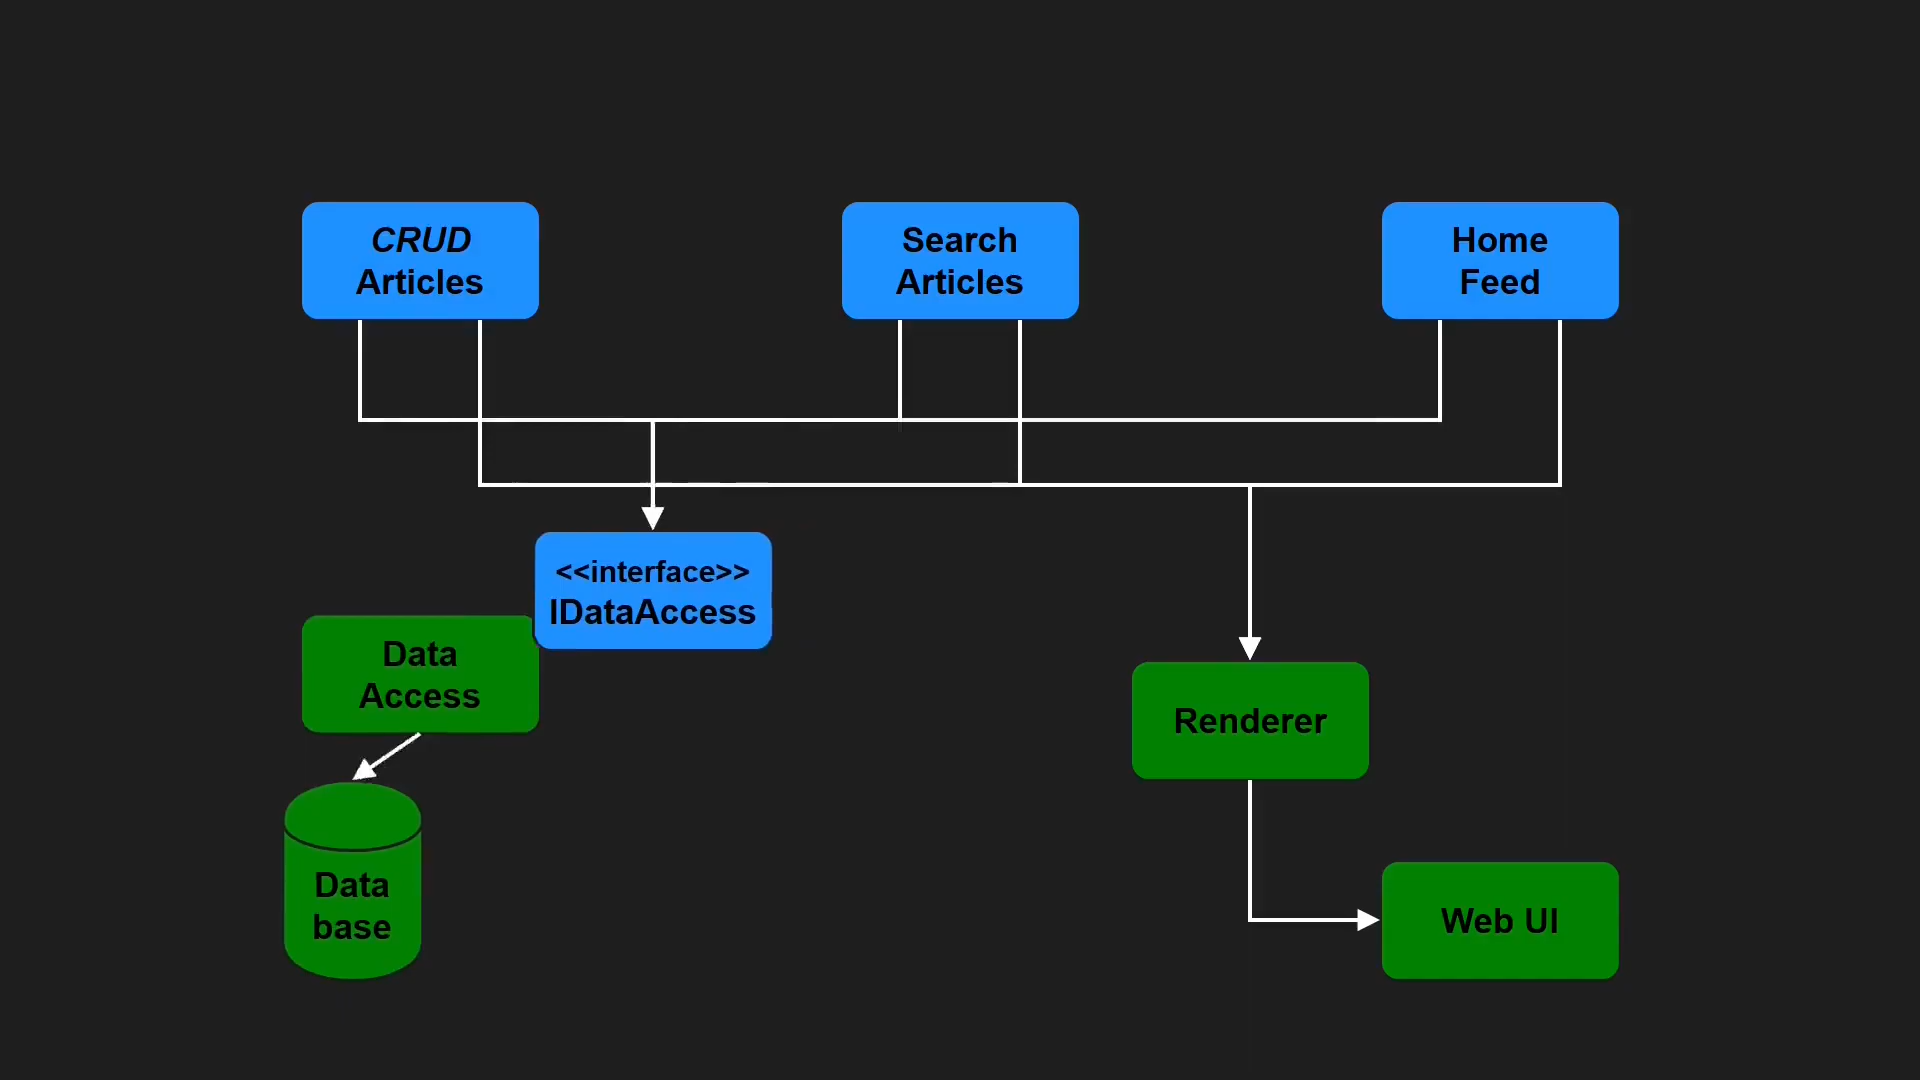 CRUD
Articles
Search
Articles
Home
Feed
<<interface>>
IDataAccess
Data
Access
Renderer
Data
base
Web UI